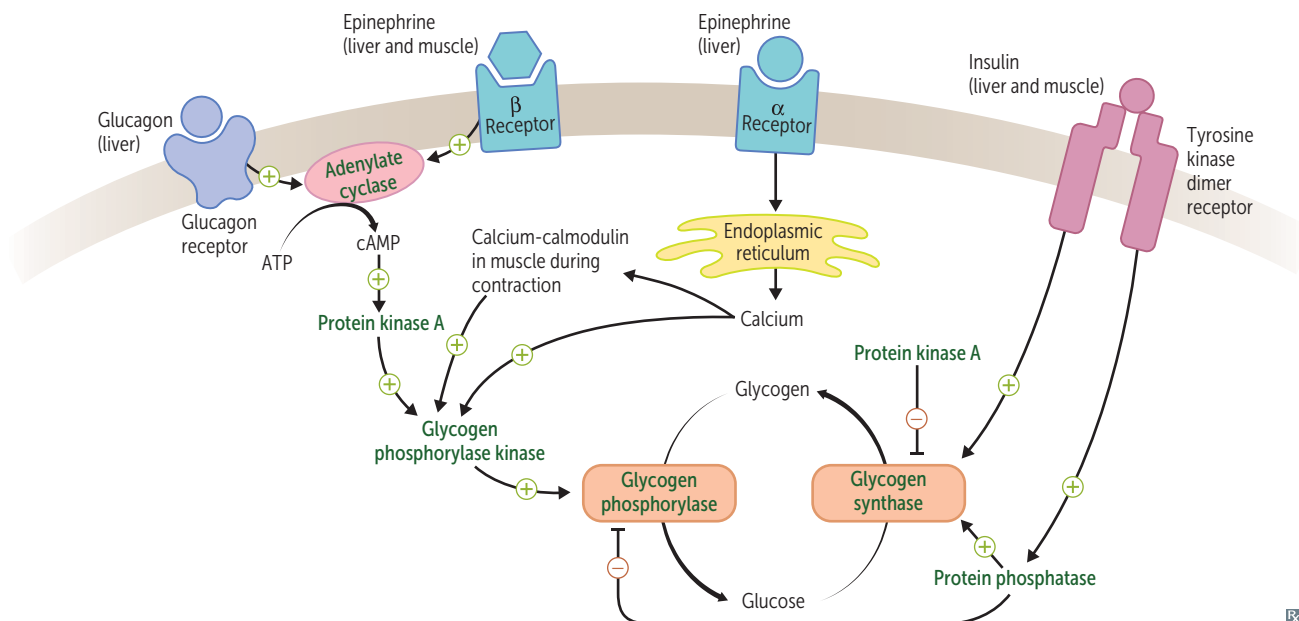 Epinephrine
(liver and muscle)
Epinephrine
(liver)
Insulin
(liver and muscle)
Glucagon
(liver)
β
Receptor
α
Receptor
Tyrosine
kinase
dimer
receptor
+
+
Adenylate
cyclase
Glucagon
receptor
ATP
cAMP
Calcium-calmodulin
in muscle during
contraction
Endoplasmic
reticulum
+
Protein kinase A
Calcium
+
+
+
Protein kinase A
+
−
Glycogen
Glycogen
phosphorylase kinase
+
Glycogen
phosphorylase
Glycogen
synthase
+
+
−
Protein phosphatase
Glucose
Rx